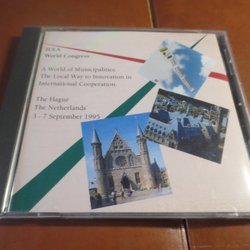 IULA
World Congress
A World of Municipalities:
The Local Way to Innovation in
International Cooperation
The Hague
The Netherlands
3 - 7 September 1995